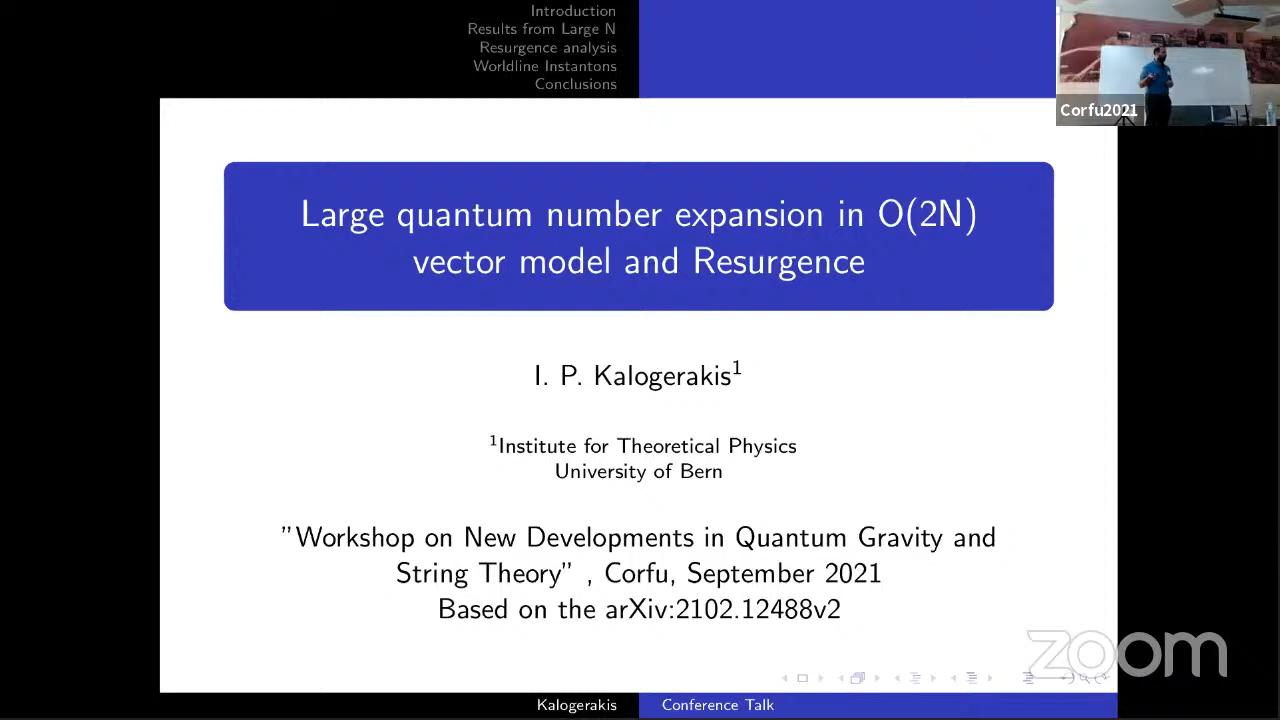 Introduction
Results from Large N
Resurgence analysis
Worldline Instantons
Conclusions
Corfu2021
Large quantum number expansion in O(2N)
vector model and Resurgence
I. P. Kalogerakis¹
¹Institute for Theoretical Physics
University of Bern
”Workshop on New Developments in Quantum Gravity and
String Theory” , Corfu, September 2021
Based on the arXiv:2102.12488v2
zoom
Kalogerakis
Conference Talk